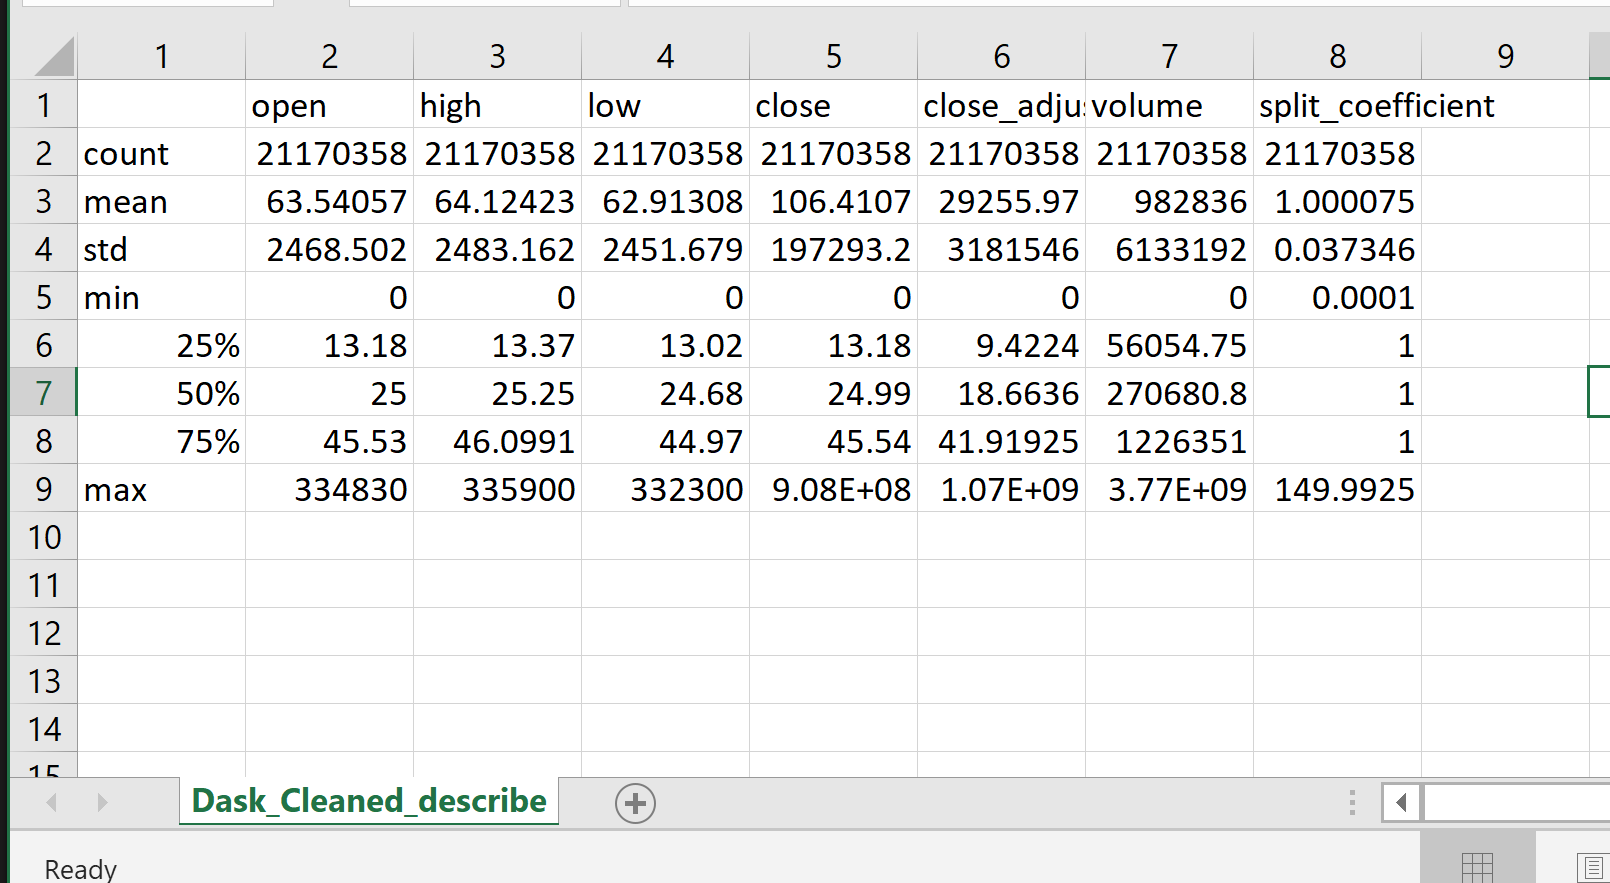 1 2 3 4 5 6 7 8 9
1 open high low close close_adju volume split_coefficient
2 count 21170358 21170358 21170358 21170358 21170358 21170358 21170358
3 mean 63.54057 64.12423 62.91308 106.4107 29255.97 982836 1.000075
4 std 2468.502 2483.162 2451.679 197293.2 3181546 6133192 0.037346
5 min 0 0 0 0 0 0 0.0001
6 25% 13.18 13.37 13.02 13.18 9.4224 56054.75 1
7 50% 25 25.25 24.68 24.99 18.6636 270680.8 1
8 75% 45.53 46.0991 44.97 45.54 41.91925 1226351 1
9 max 334830 335900 332300 9.08E+08 1.07E+09 3.77E+09 149.9925
10
11
12
13
14
15
Dask_Cleaned_describe
Ready